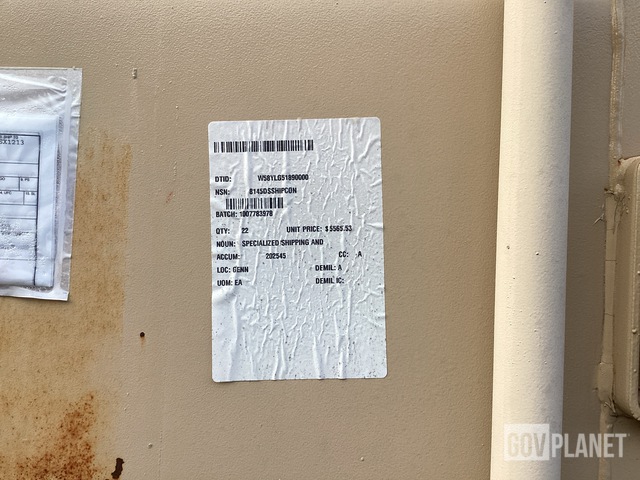 SX1213
DTID: W58YLG51890000
NSN: 8145DSSHIPCON
BATCH: 1007783978
QTY: 22 UNIT PRICE: $ 5565.53
NOUN: SPECIALIZED SHIPPING AND
ACCUM: 202545 CC: A
LOC: GENN DEMIL: A
UOM: EA DEMIL IC:
GOVPLANET